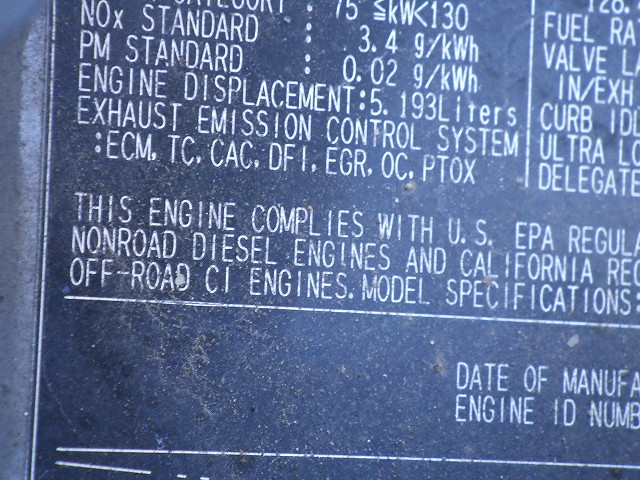 : 75 ≦kW<130
NOx STANDARD : 3.4 g/kWh
PM STANDARD : 0.02 g/kWh
ENGINE DISPLACEMENT:5.193Liters
EXHAUST EMISSION CONTROL SYSTEM
:ECM, TC, CAC, DFI, EGR, OC, PTOX
128.
FUEL RA
VALVE LA
IN/EXH
CURB ID
ULTRA LO
DELEGATE
THIS ENGINE COMPLIES WITH U.S. EPA REGULA
NONROAD DIESEL ENGINES AND CALIFORNIA REG
OFF-ROAD CI ENGINES. MODEL SPECIFICATIONS
DATE OF MANUFA
ENGINE ID NUMB